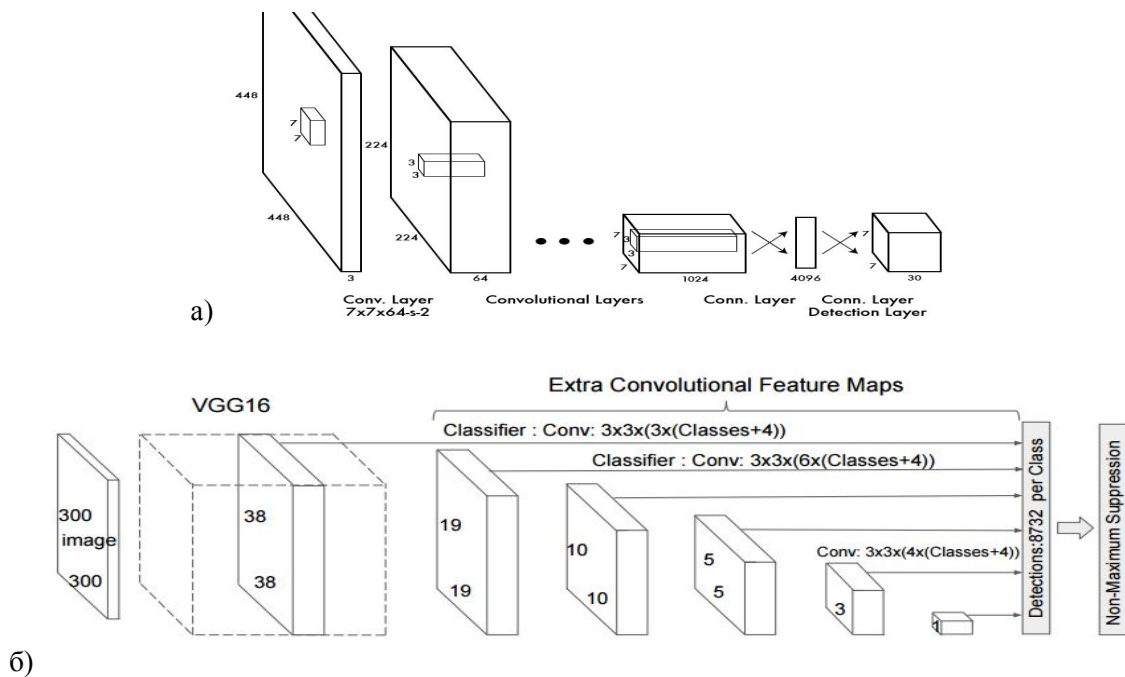 448
7
7
448
3
224
3
3
224
64
7
3
3
7
1024
4096
7
7
30
Conv. Layer
7x7x64-s-2
Convolutional Layers
Conn. Layer
Conn. Layer
Detection Layer
а)
Extra Convolutional Feature Maps
VGG16
Classifier : Conv: 3x3x(3x(Classes+4))
Classifier : Conv: 3x3x(6x(Classes+4))
Conv: 3x3x(4x(Classes+4))
300
image
300
38
38
19
19
10
10
5
5
3
1
Detections:8732 per Class
Non-Maximum Suppression
б)